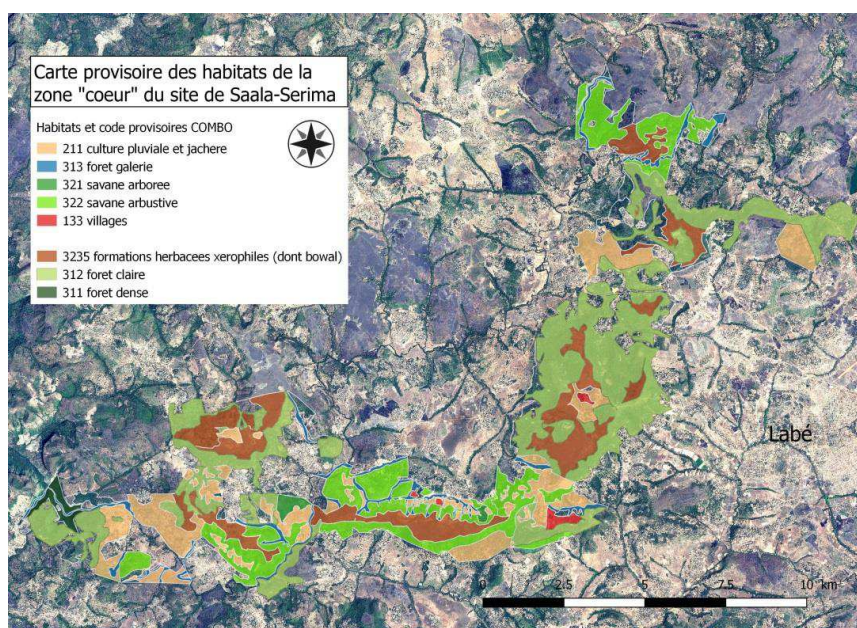 Carte provisoire des habitats de la
zone "coeur" du site de Saala-Serima
Habitats et code provisoires COMBO
211 culture pluviale et jachere
313 foret galerie
321 savane arboree
322 savane arbustive
133 villages
3235 formations herbacees xerophiles (dont bowal)
312 foret claire
311 foret dense
Labé
0 2.5 5 7.5 10 km